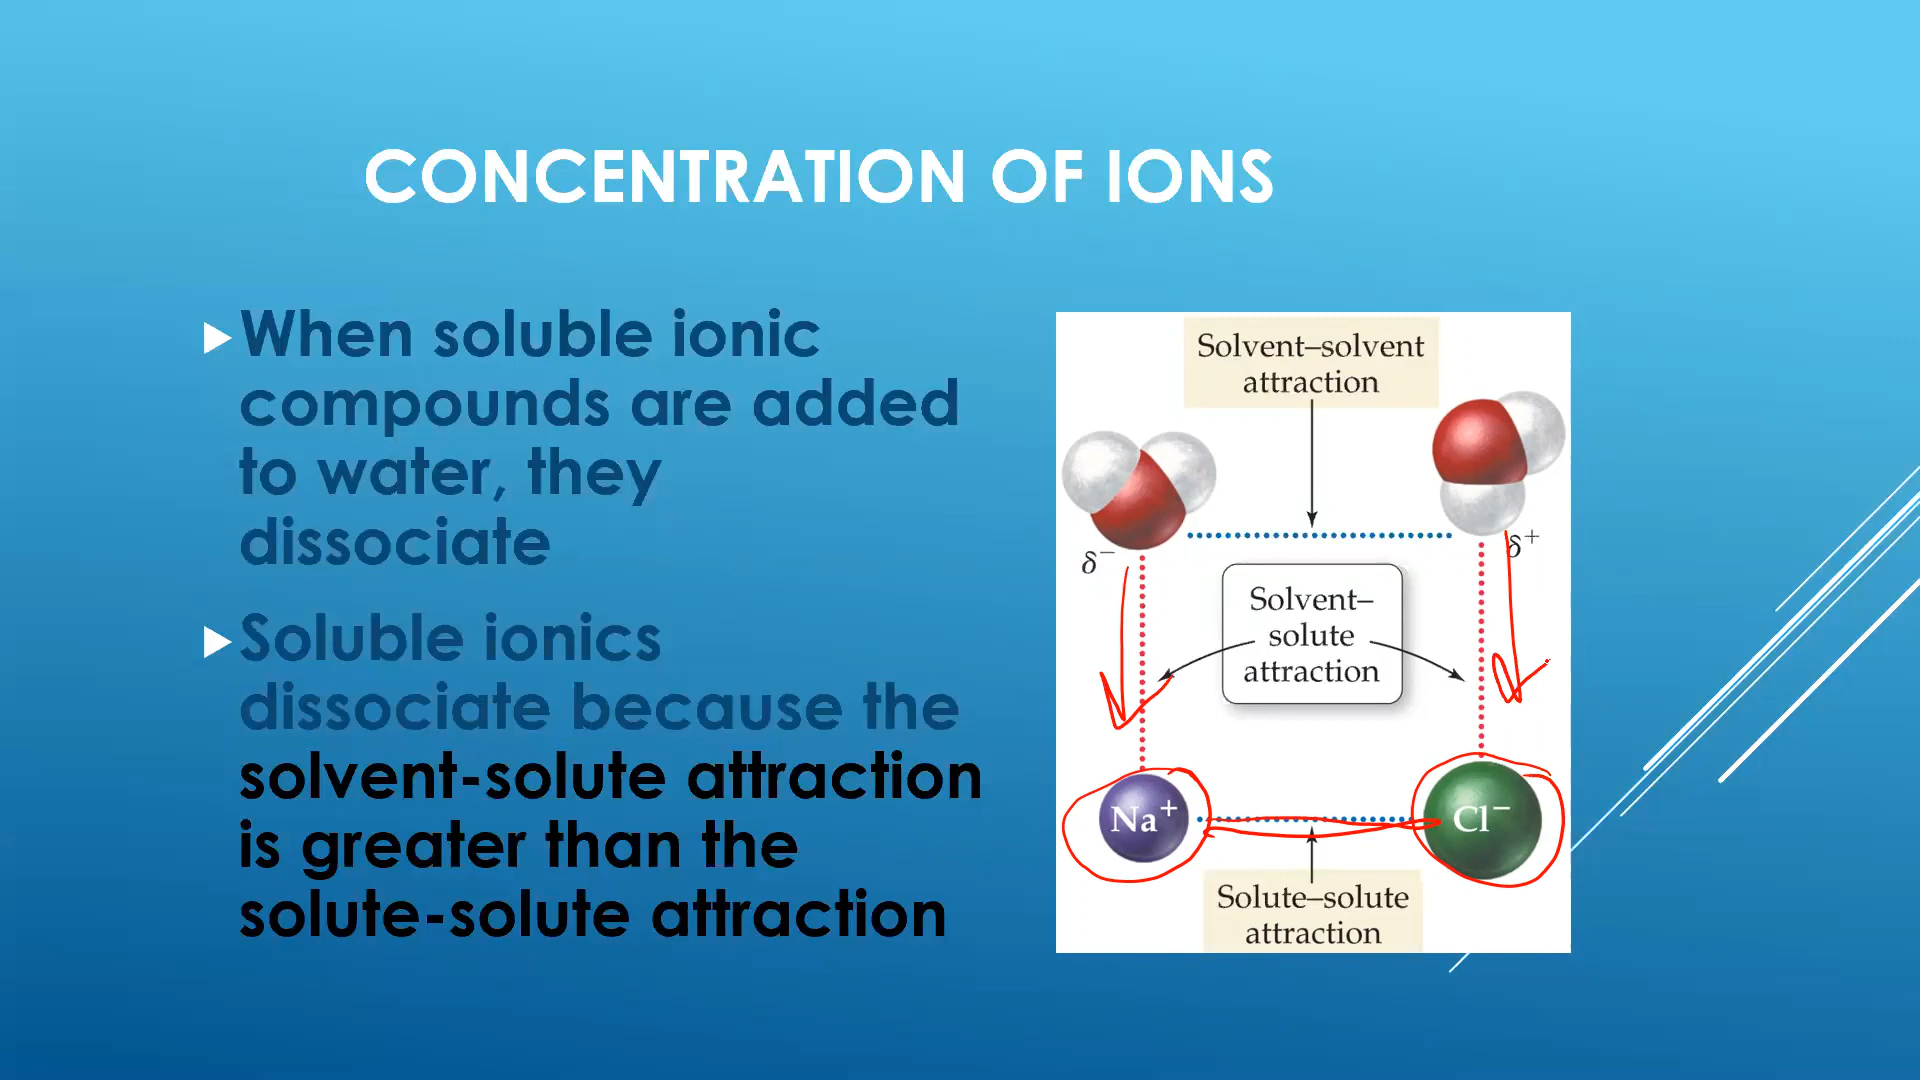 CONCENTRATION OF IONS
When soluble ionic
compounds are added
to water, they
dissociate
Soluble ionics
dissociate because the
solvent-solute attraction
is greater than the
solute-solute attraction
Solvent–solvent
attraction
δ−
δ+
Solvent–
solute
attraction
Na+
Cl−
Solute–solute
attraction